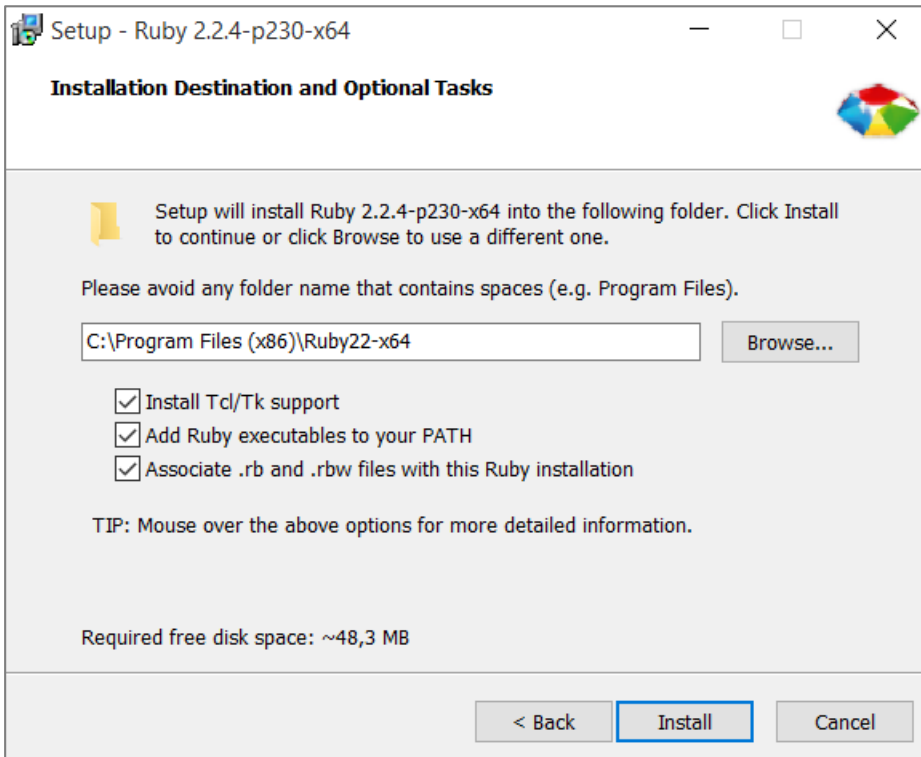 Setup - Ruby 2.2.4-p230-x64
Installation Destination and Optional Tasks
Setup will install Ruby 2.2.4-p230-x64 into the following folder. Click Install
to continue or click Browse to use a different one.
Please avoid any folder name that contains spaces (e.g. Program Files).
C:\Program Files (x86)\Ruby22-x64
Browse...
Install Tcl/Tk support
Add Ruby executables to your PATH
Associate .rb and .rbw files with this Ruby installation
TIP: Mouse over the above options for more detailed information.
Required free disk space: ~48,3 MB
< Back
Install
Cancel